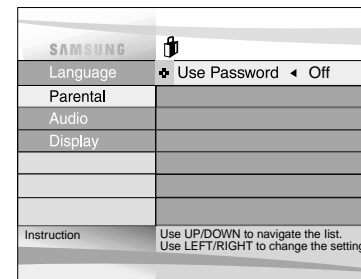 SAMSUNG
Language
Use Password ◄ Off
Parental
Audio
Display
Instruction
Use UP/DOWN to navigate the list.
Use LEFT/RIGHT to change the setting